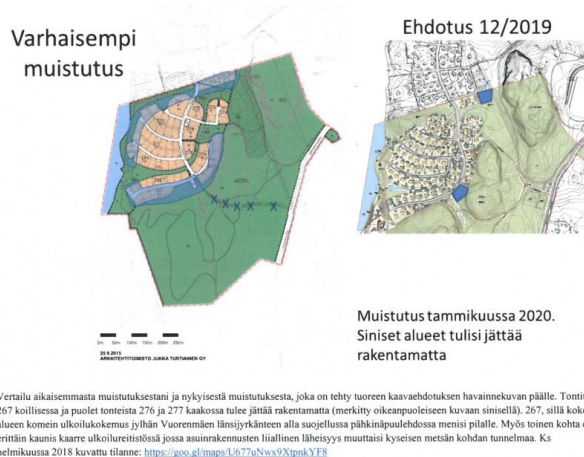 Varhaisempi
muistutus
Ehdotus 12/2019
0m 50m 100m 150m 200m 250m
25.9.2015
ARKKITEHTITOIMISTO JUKKA TURTIAINEN OY
Muistutus tammikuussa 2020.
Siniset alueet tulisi jättää
rakentamatta
Vertailu aikaisemmasta muistutuksestani ja nykyisestä muistutuksesta, joka on tehty tuoreen kaavaehdotuksen havainnekuvan päälle. Tontit
267 koillisessa ja puolet tonteista 276 ja 277 kaakossa tulee jättää rakentamatta (merkitty oikeanpuoleiseen kuvaan sinisellä). 267, sillä koko
alueen komein ulkoilukokemus jylhän Vuorenmäen länsijyrkänteen alla suojellussa pähkinäpuulehdossa menisi pilalle. Myös toinen kohta
erittäin kaunis kaarre ulkoilureitistössä jossa asuinrakennusten liiallinen läheisyys muuttaisi kyseisen metsän kohdan tunnelmaa. Ks
helmikuussa 2018 kuvattu tilanne: https://goo.gl/maps/U677uNwx9XtpnkYF8